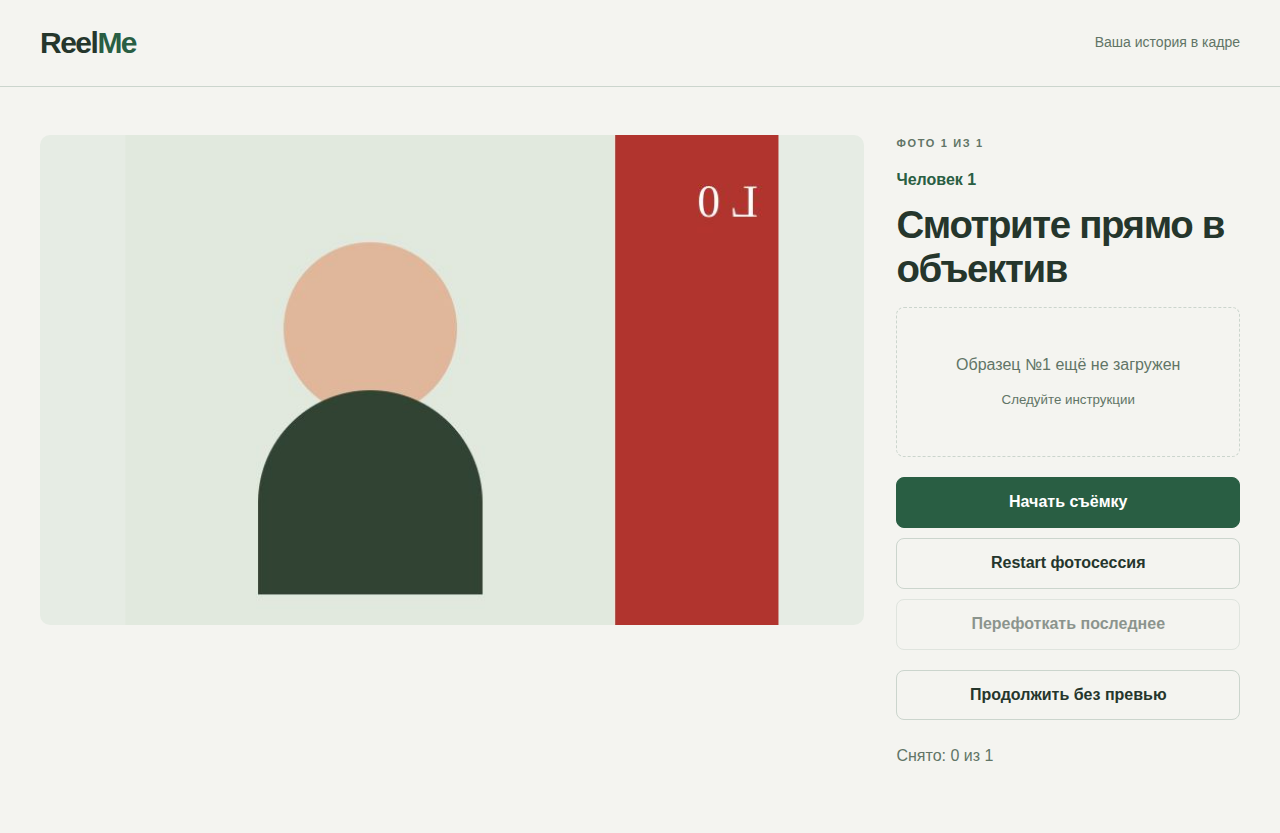 ReelMe
Ваша история в кадре
L 0
ФОТО 1 ИЗ 1
Человек 1
Смотрите прямо в
объектив
Образец №1 ещё не загружен
Следуйте инструкции
Начать съёмку
Restart фотосессия
Перефоткать последнее
Продолжить без превью
Снято: 0 из 1